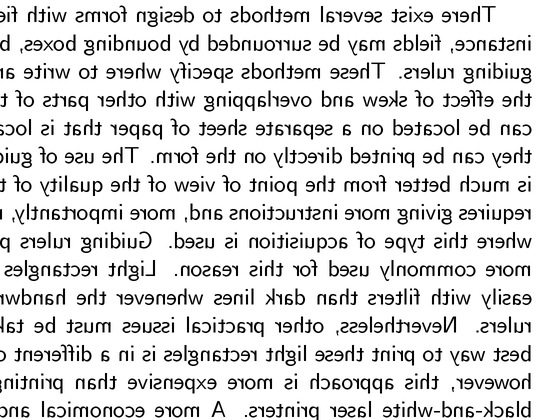 There exist several methods to design forms with fie
instance, fields may be surrounded by bounding boxes, b
guiding rulers. These methods specify where to write an
the effect of skew and overlapping with other parts of t
can be located on a separate sheet of paper that is loca
they can be printed directly on the form. The use of guid
is much better from the point of view of the quality of t
requires giving more instructions and, more importantly,
where this type of acquisition is used. Guiding rulers p
more commonly used for this reason. Light rectangles
easily with filters than dark lines whenever the handwr
rulers. Nevertheless, other practical issues must be tak
best way to print these light rectangles is in a different c
however, this approach is more expensive than printing
black-and-white laser printers. A more economical and